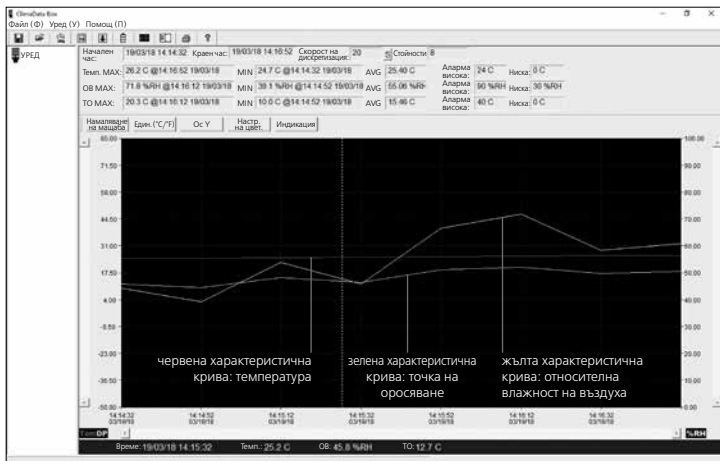 ClimaData Box
Файл (Ф) Уред (У) Помощ (П)
УРЕД
Начален час: 19/03/18 14:14:32 Краен час: 19/03/18 14:16:52 Скорост на дискретизация: 20 S Стойности 8
Темп. MAX: 26.2 C @14:16:52 19/03/18 MIN 24.7 C @14:14:32 19/03/18 AVG 25.40 C Аларма висока: 24 C Ниска: 0 C
ОВ MAX: 71.8 %RH @14:16:12 19/03/18 MIN 39.1 %RH @14:14:52 19/03/18 AVG 55.06 %RH Аларма висока: 90 %RH Ниска: 30 %RH
ТО MAX: 20.3 C @14:16:12 19/03/18 MIN 10.0 C @14:14:52 19/03/18 AVG 15.46 C Аларма висока: 40 C Ниска: 0 C
Намаляване на мащаба Един. (°C/°F) Ос Y Настр. на цвет. Индикация
85.00 100.00
71.50 90.00
58.00 80.00
44.50 70.00
31.00 60.00
17.50 50.00
4.00 40.00
-9.50 30.00
-23.00 20.00
-36.50 10.00
-50.00 0.00
червена характеристична крива: температура
зелена характеристична крива: точка на оросяване
жълта характеристична крива: относителна влажност на въздуха
14:14:32 14:14:52 14:15:12 14:15:32 14:15:52 14:16:12 14:16:32
03/19/18 03/19/18 03/19/18 03/19/18 03/19/18 03/19/18 03/19/18
DP %RH
Време: 19/03/18 14:15:32 Темп.: 25.2 C ОВ: 45.8 %RH ТО: 12.7 C